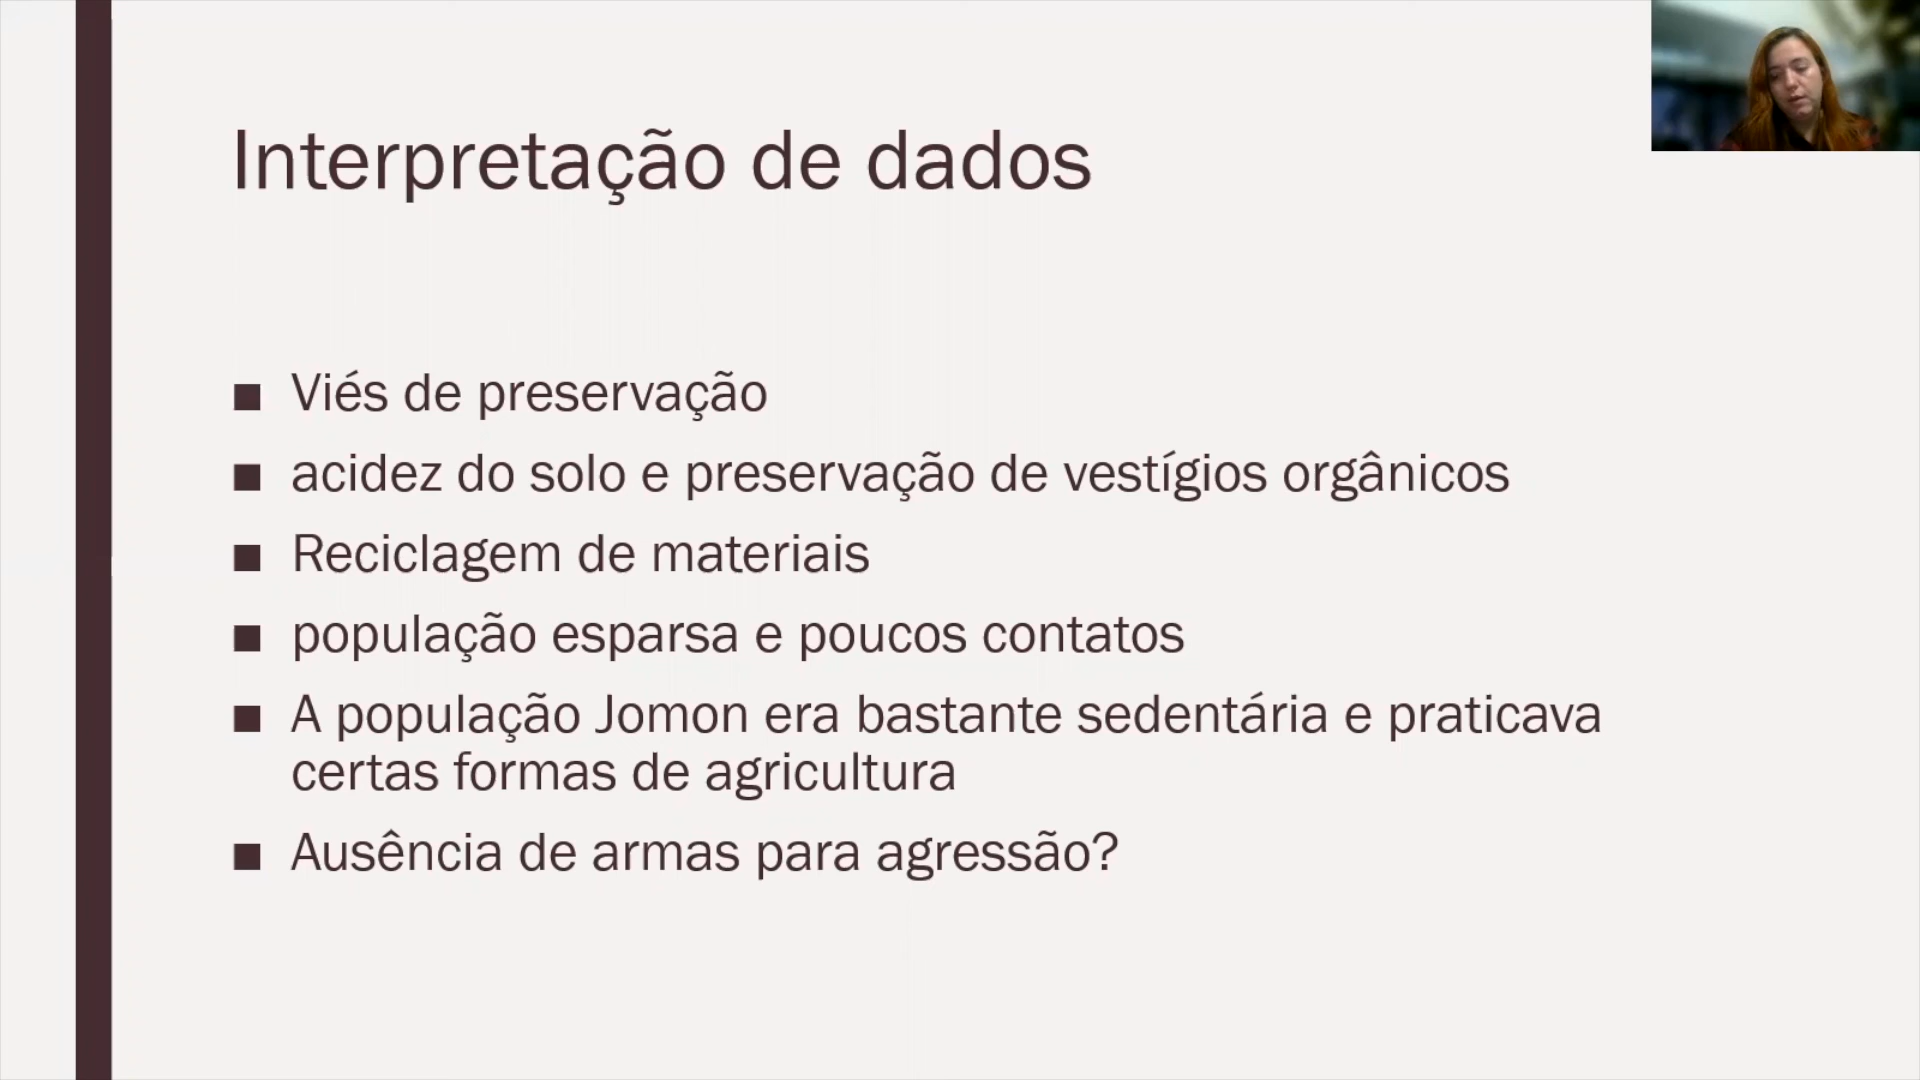 Interpretação de dados
■ Viés de preservação
■ acidez do solo e preservação de vestígios orgânicos
■ Reciclagem de materiais
■ população esparsa e poucos contatos
■ A população Jomon era bastante sedentária e praticava
certas formas de agricultura
■ Ausência de armas para agressão?